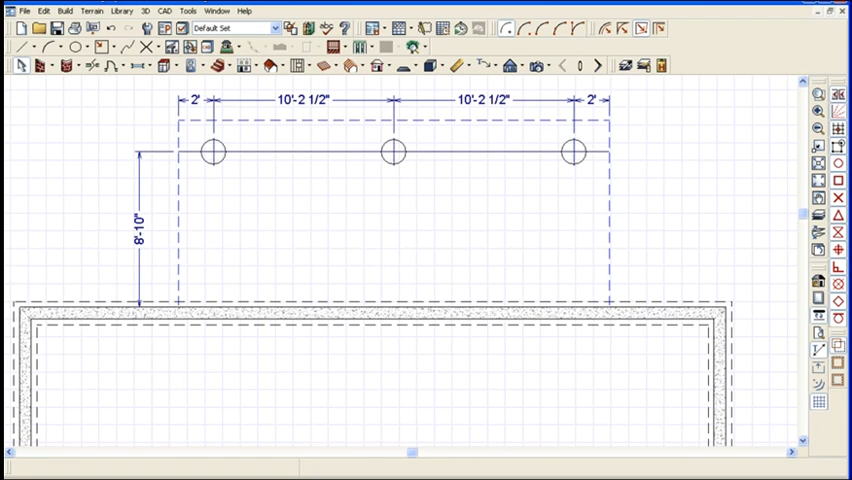 File Edit Build Terrain Library 3D CAD Tools Window Help
Default Set
abc
2' 10'-2 1/2" 10'-2 1/2" 2'
8'-10"